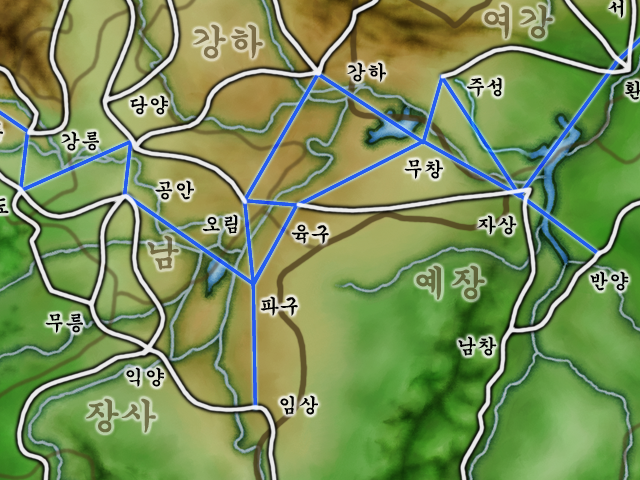 서
여강
강하
강하
주성
환
당양
강릉
무창
공안
오림
육구
자상
남
예장
반양
파구
무릉
남창
익양
임상
장사